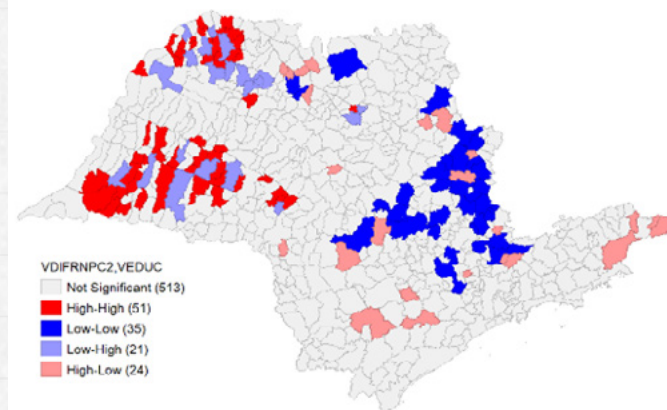 VDIFRNPC2,VEDUC
Not Significant (513)
High-High (51)
Low-Low (35)
Low-High (21)
High-Low (24)